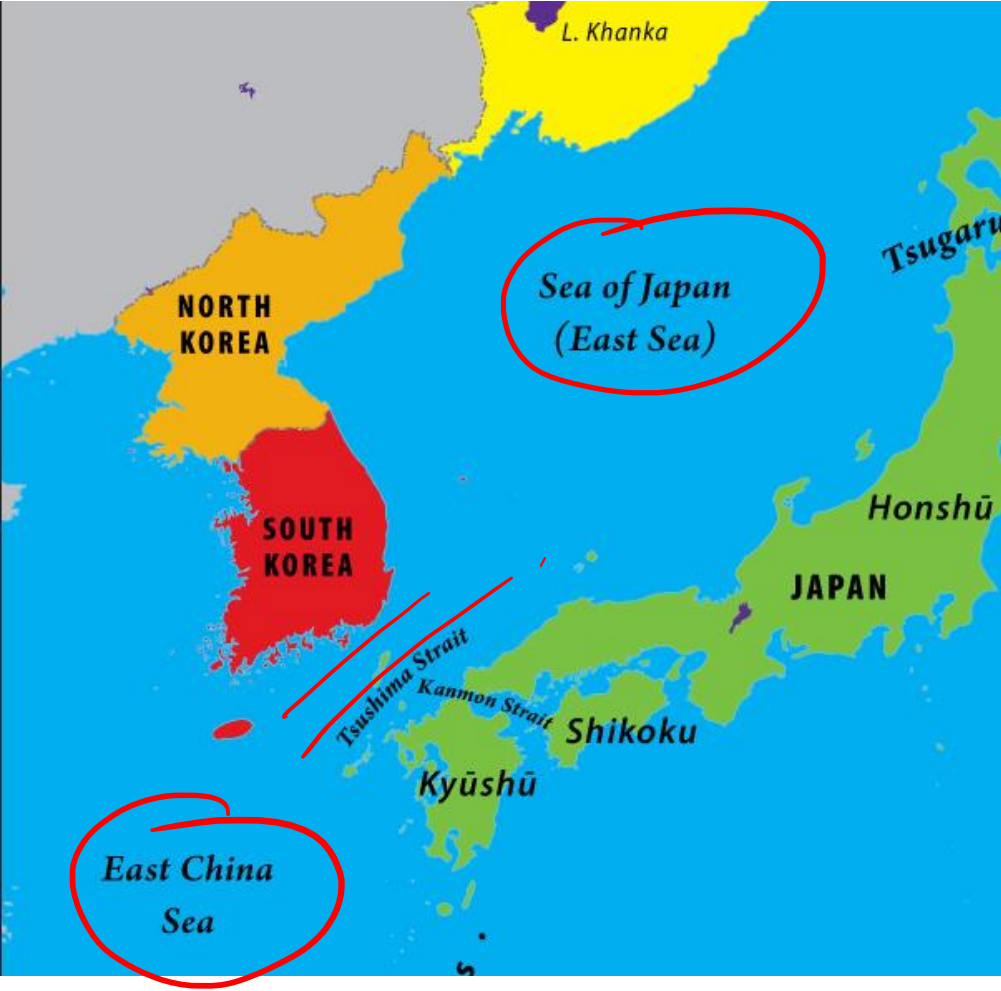 L. Khanka
Tsugaru
Sea of Japan
(East Sea)
NORTH
KOREA
Honshū
SOUTH
KOREA
JAPAN
Tsushima Strait
Kanmon Strait
Shikoku
Kyūshū
East China
Sea
s .